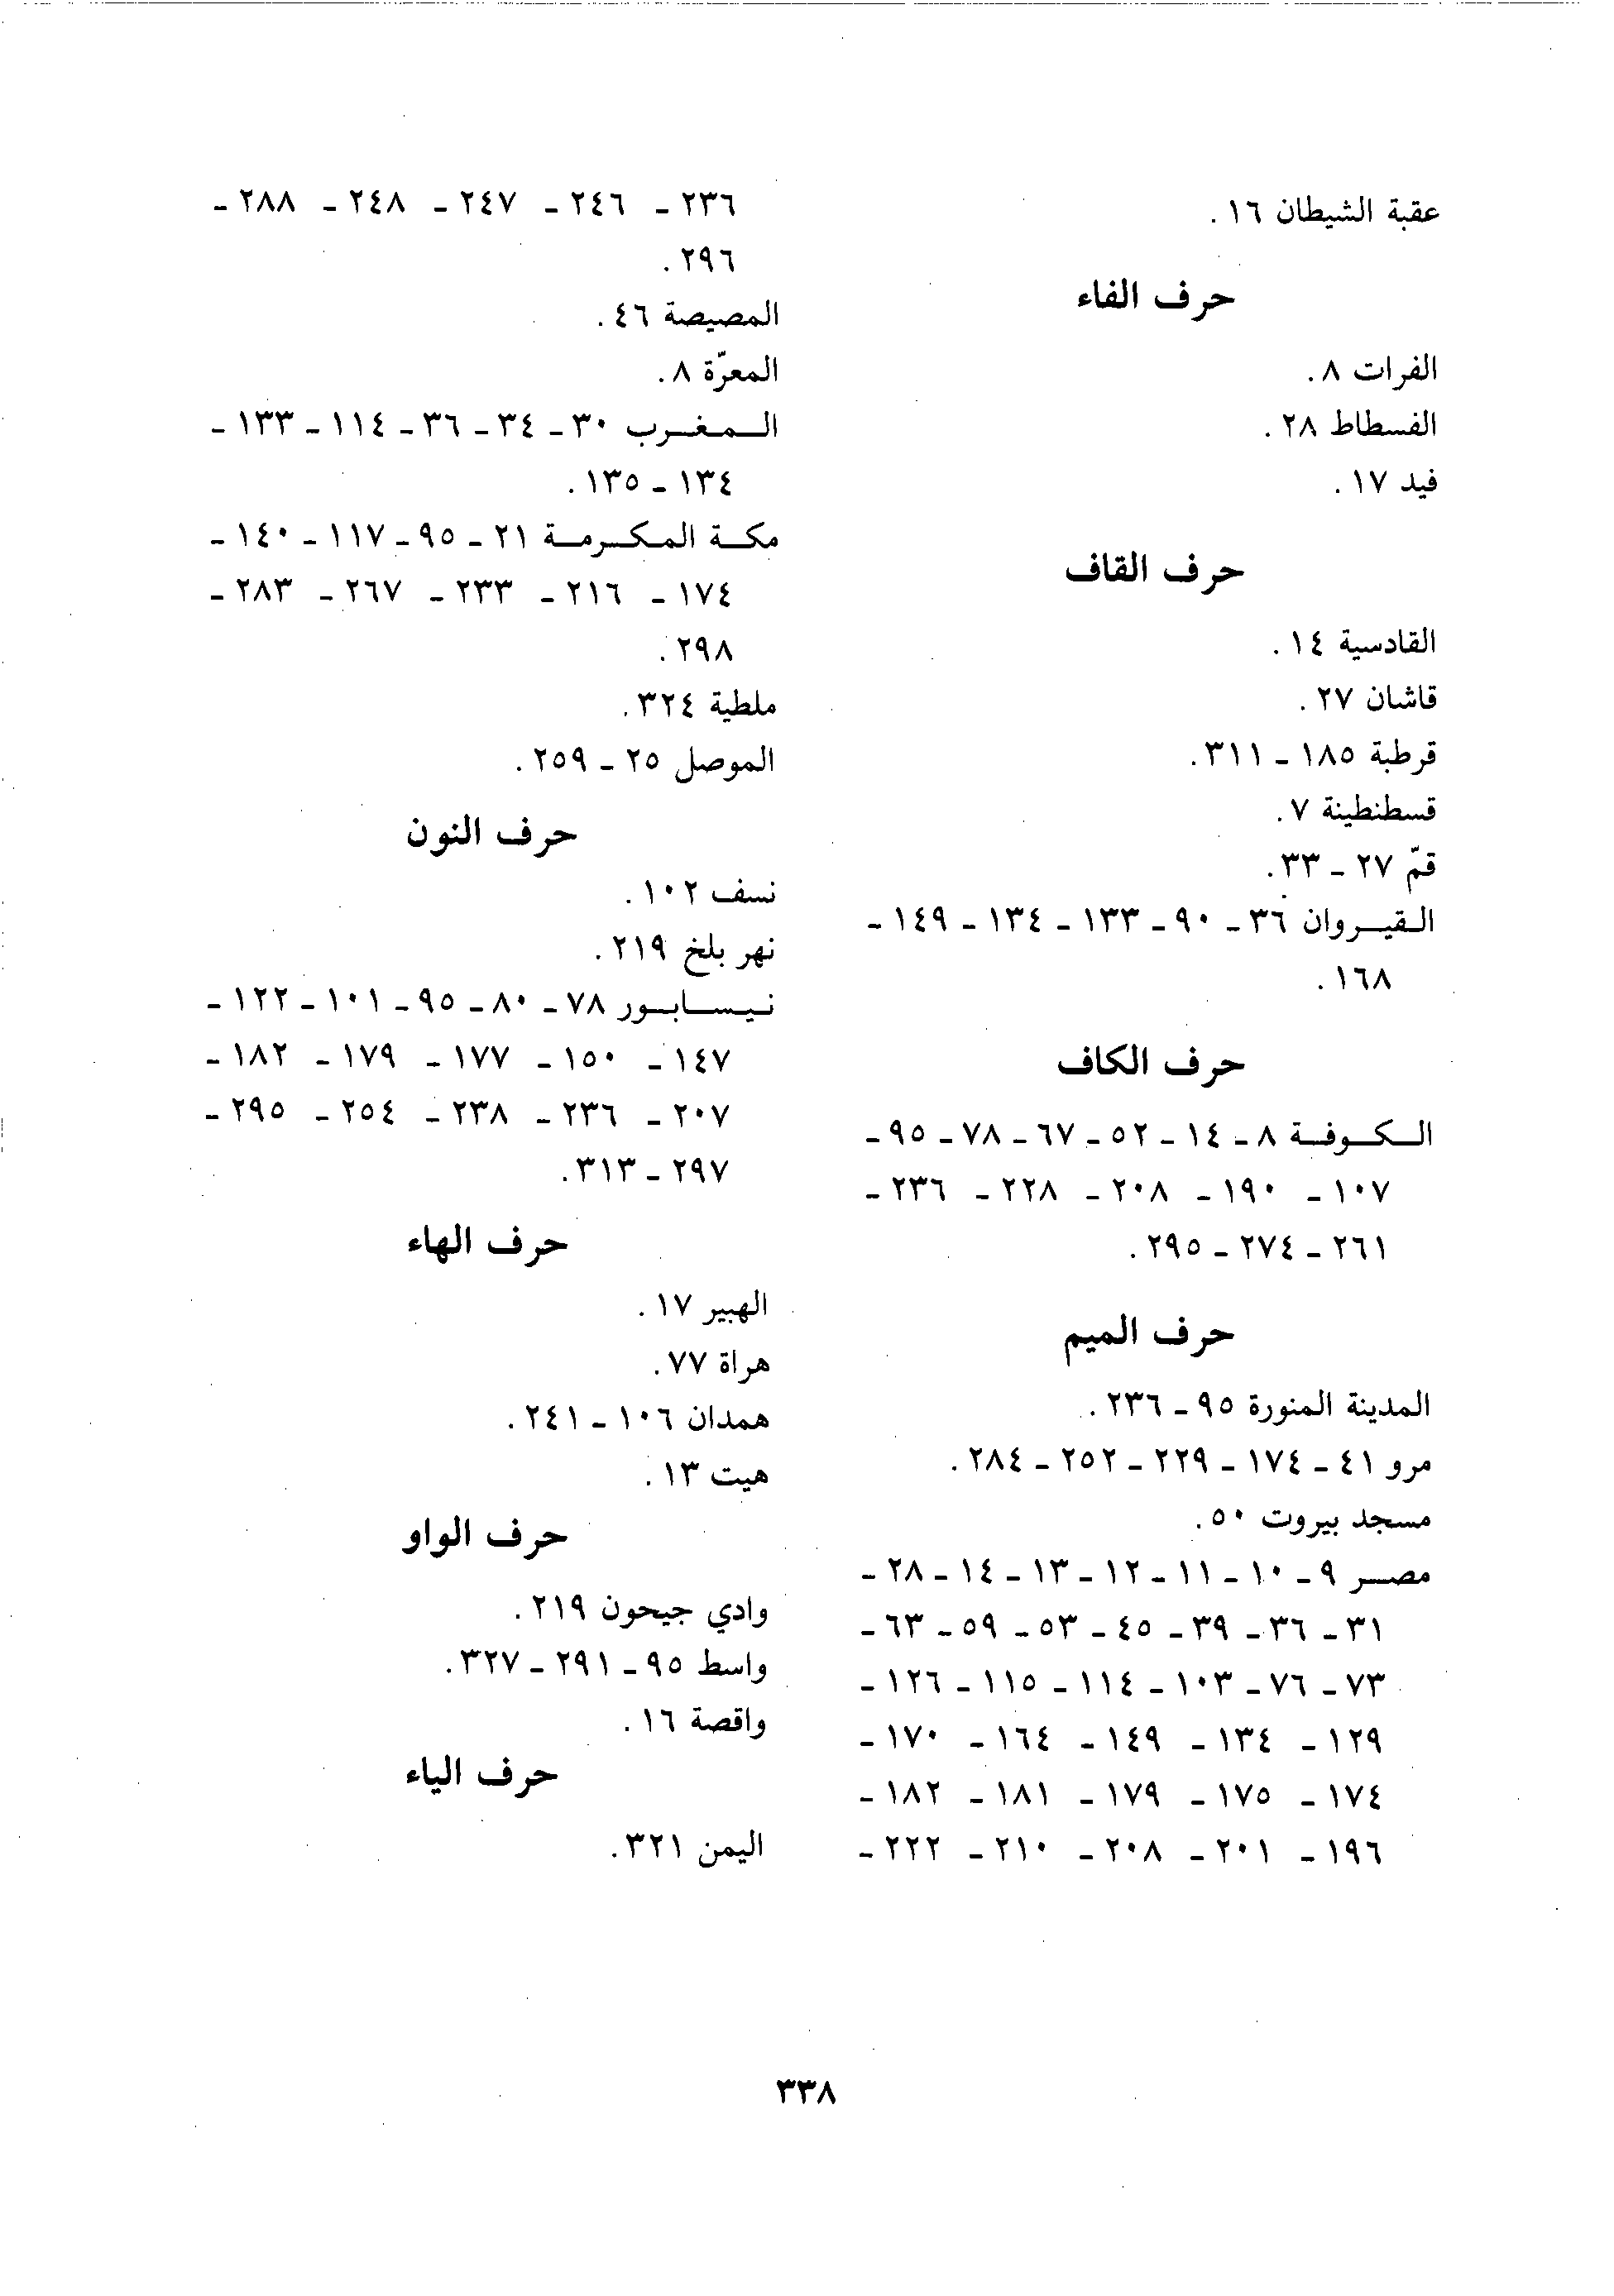 عقبة الشيطان ١٦.
حرف الفاء
الفرات ٨.
الفسطاط ٢٨.
فيد ١٧.
حرف القاف
القادسية ١٤.
قاشان ٢٧.
قرطبة ١٨٥ ـ ٣١١.
قسطنطينة ٧.
قمّ ٢٧ ـ ٣٣.
القيروان ٣٦ ـ ٩٠ ـ ١٣٣ ـ ١٣٤ ـ ١٤٩ ـ
١٦٨.
حرف الكاف
الكوفة ٨ ـ ١٤ ـ ٥٢ ـ ٦٧ ـ ٧٨ ـ ٩٥ ـ
١٠٧ ـ ١٩٠ ـ ٢٠٨ ـ ٢٢٨ ـ ٢٣٦ ـ
٢٦١ ـ ٢٧٤ ـ ٢٩٥.
حرف الميم
المدينة المنورة ٩٥ ـ ٢٣٦.
مرو ٤١ ـ ١٧٤ ـ ٢٢٩ ـ ٢٥٢ ـ ٢٨٤.
مسجد بيروت ٥٠.
مصر ٩ ـ ١٠ ـ ١١ ـ ١٢ ـ ١٣ ـ ١٤ ـ ٢٨ ـ
٣١ ـ ٣٦ ـ ٣٩ ـ ٤٥ ـ ٥٣ ـ ٥٩ ـ ٦٣ ـ
٧٣ ـ ٧٦ ـ ١٠٣ ـ ١١٤ ـ ١١٥ ـ ١٢٦ ـ
١٢٩ ـ ١٣٤ ـ ١٤٩ ـ ١٦٤ ـ ١٧٠ ـ
١٧٤ ـ ١٧٥ ـ ١٧٩ ـ ١٨١ ـ ١٨٢ ـ
١٩٦ ـ ٢٠١ ـ ٢٠٨ ـ ٢١٠ ـ ٢٢٢ ـ
٢٣٦ ـ ٢٤٦ ـ ٢٤٧ ـ ٢٤٨ ـ ٢٨٨ ـ
٢٩٦.
المصيصة ٤٦.
المعرّة ٨.
المغرب ٣٠ ـ ٣٤ ـ ٣٦ ـ ١١٤ ـ ١٣٣ ـ
١٣٤ ـ ١٣٥.
مكة المكرمة ٢١ ـ ٩٥ ـ ١١٧ ـ ١٤٠ ـ
١٧٤ ـ ٢١٦ ـ ٢٣٣ ـ ٢٦٧ ـ ٢٨٣ ـ
٢٩٨.
ملطية ٣٢٤.
الموصل ٢٥ ـ ٢٥٩.
حرف النون
نسف ١٠٢.
نهر بلخ ٢١٩.
نيسابور ٧٨ ـ ٨٠ ـ ٩٥ ـ ١٠١ ـ ١٢٢ ـ
١٤٧ ـ ١٥٠ ـ ١٧٧ ـ ١٧٩ ـ ١٨٢ ـ
٢٠٧ ـ ٢٣٦ ـ ٢٣٨ ـ ٢٥٤ ـ ٢٩٥ ـ
٢٩٧ ـ ٣١٣.
حرف الهاء
الهبير ١٧.
هراة ٧٧.
همدان ١٠٦ ـ ٢٤١.
هيت ١٣.
حرف الواو
وادي جيحون ٢١٩.
واسط ٩٥ ـ ٢٩١ ـ ٣٢٧.
واقصة ١٦.
حرف الياء
اليمن ٣٢١.
٣٣٨